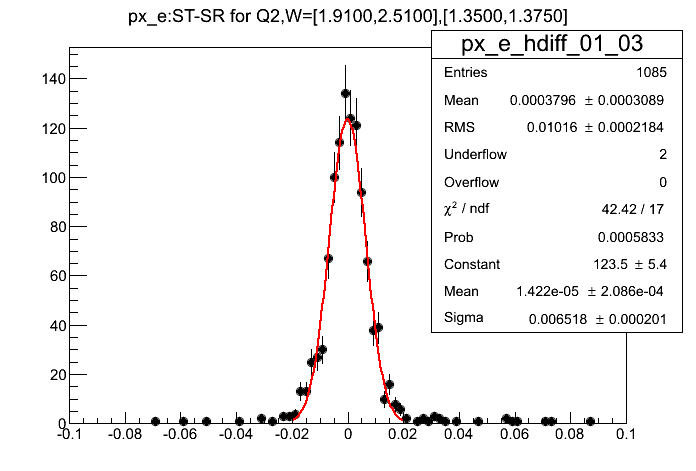 px_e:ST-SR for Q2,W=[1.9100,2.5100],[1.3500,1.3750]
px_e_hdiff_01_03
Entries 1085
Mean 0.0003796 ± 0.0003089
RMS 0.01016 ± 0.0002184
Underflow 2
Overflow 0
χ² / ndf 42.42 / 17
Prob 0.0005833
Constant 123.5 ± 5.4
Mean 1.422e-05 ± 2.086e-04
Sigma 0.006518 ± 0.000201
140
120
100
80
60
40
20
0
-0.1 -0.08 -0.06 -0.04 -0.02 0 0.02 0.04 0.06 0.08 0.1